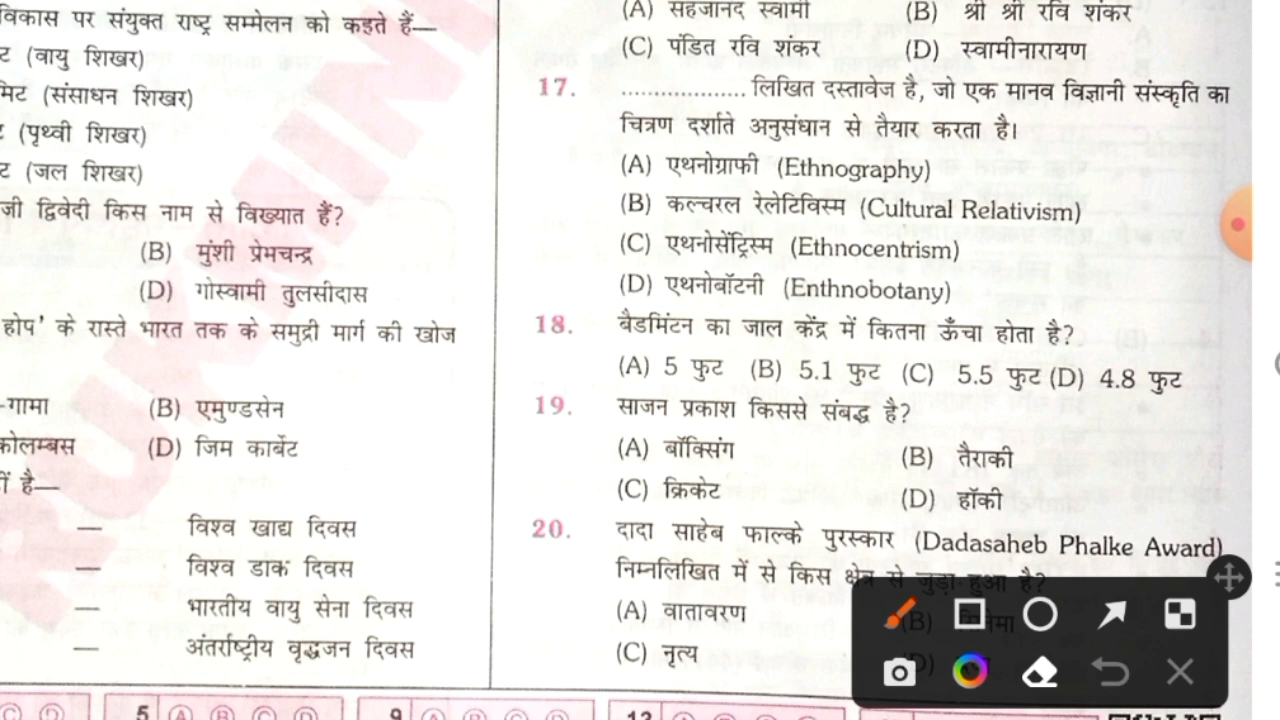 विकास पर संयुक्त राष्ट्र सम्मेलन को कइते हैं—
ट (वायु शिखर)
मिट (संसाधन शिखर)
ट (पृथ्वी शिखर)
ट (जल शिखर)
जी द्विवेदी किस नाम से विख्यात हैं?
(B) मुंशी प्रेमचन्द्र
(D) गोस्वामी तुलसीदास
होप' के रास्ते भारत तक के समुद्री मार्ग की खोज
-गामा (B) एमुण्डसेन
कोलम्बस (D) जिम कार्बेट
हैं—
— विश्व खाद्य दिवस
— विश्व डाक दिवस
— भारतीय वायु सेना दिवस
— अंतर्राष्ट्रीय वृद्धजन दिवस
5 A B C D
9 A B C D
(A) सहजानंद स्वामी (B) श्री श्री रवि शंकर
(C) पंडित रवि शंकर (D) स्वामीनारायण
17. .................... लिखित दस्तावेज है, जो एक मानव विज्ञानी संस्कृति का
चित्रण दर्शाते अनुसंधान से तैयार करता है।
(A) एथनोग्राफी (Ethnography)
(B) कल्चरल रेलेटिविस्म (Cultural Relativism)
(C) एथनोसेंट्रिस्म (Ethnocentrism)
(D) एथनोबॉटनी (Enthnobotany)
18. बैडमिंटन का जाल केंद्र में कितना ऊँचा होता है?
(A) 5 फुट (B) 5.1 फुट (C) 5.5 फुट (D) 4.8 फुट
19. साजन प्रकाश किससे संबद्ध है?
(A) बॉक्सिंग (B) तैराकी
(C) क्रिकेट (D) हॉकी
20. दादा साहेब फाल्के पुरस्कार (Dadasaheb Phalke Award)
निम्नलिखित में से किस क्षेत्र से जुड़ा हुआ है?
(A) वातावरण (B)
(C) नृत्य (D)